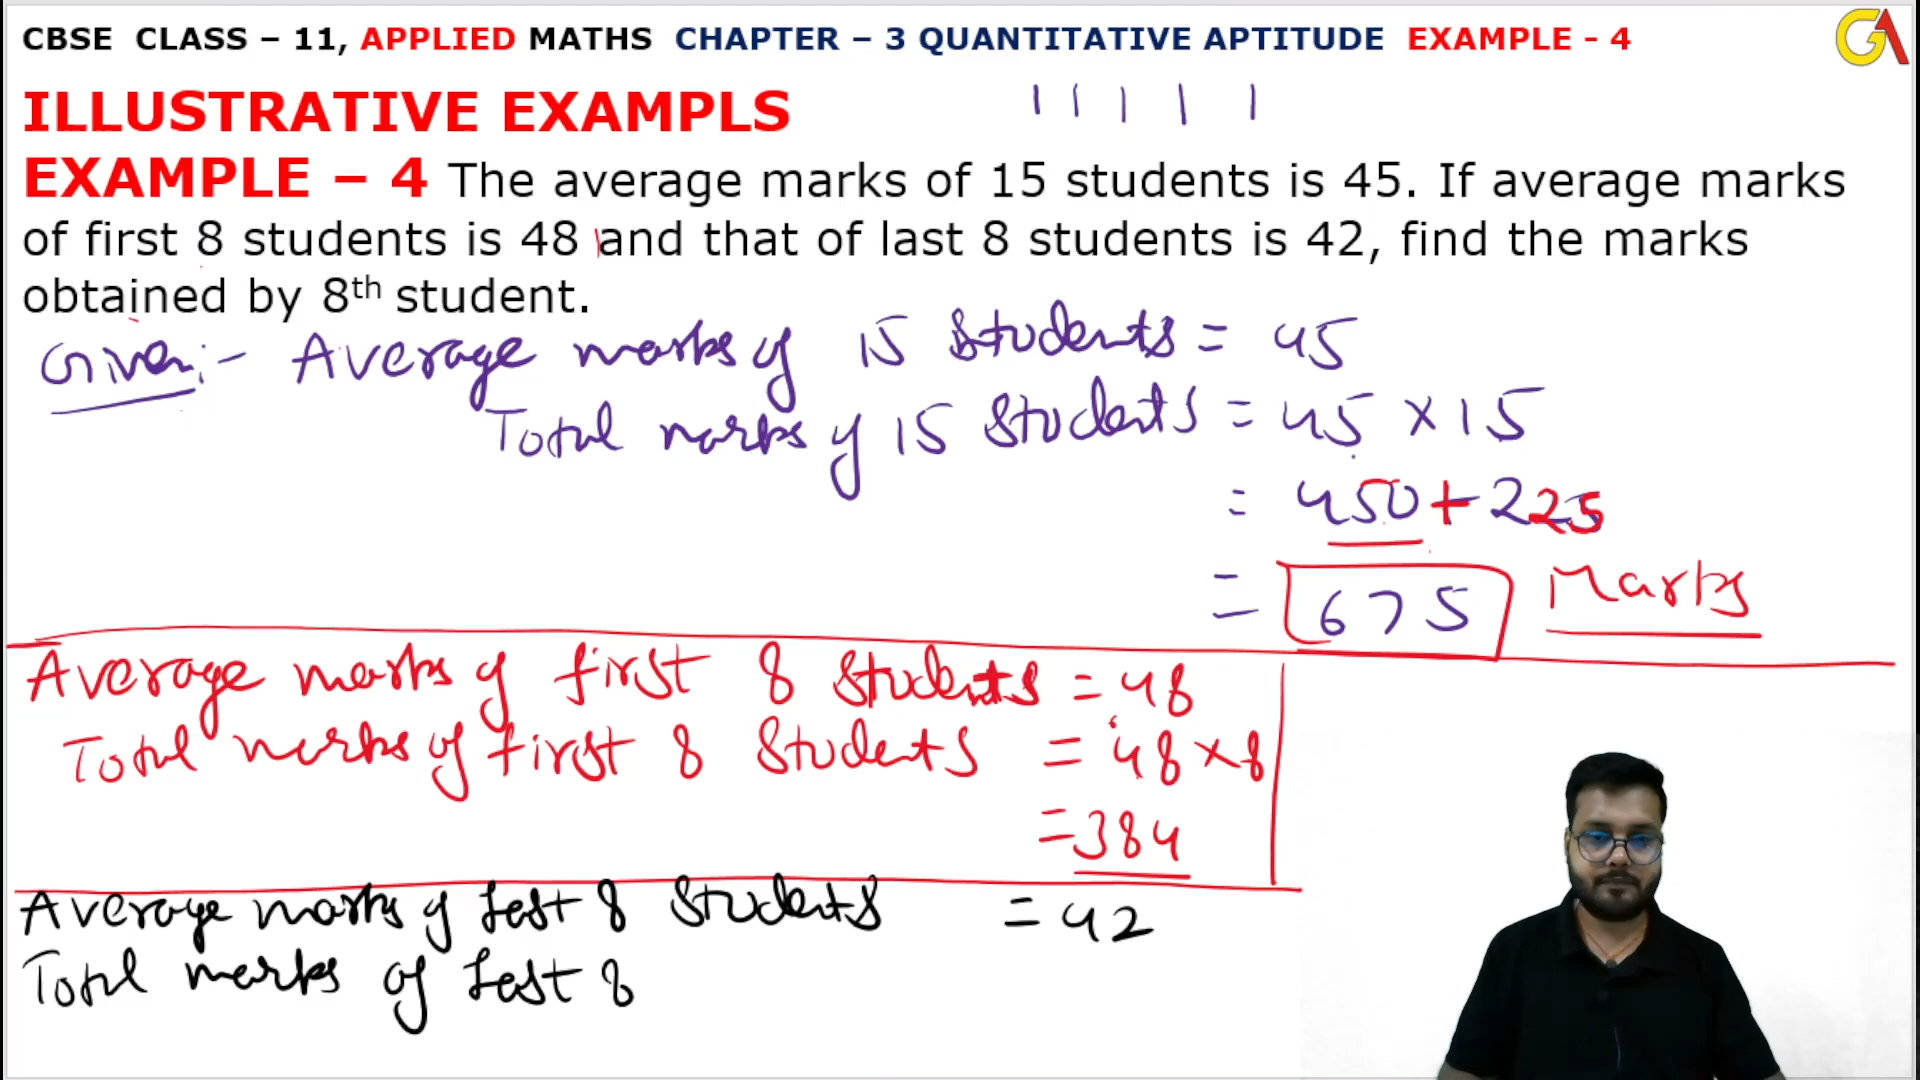 CBSE CLASS – 11, APPLIED MATHS CHAPTER – 3 QUANTITATIVE APTITUDE EXAMPLE - 4
GA
ILLUSTRATIVE EXAMPLS
EXAMPLE – 4 The average marks of 15 students is 45. If average marks
of first 8 students is 48 and that of last 8 students is 42, find the marks
obtained by 8th student.
Given:- Average marks of 15 students = 45
Total marks of 15 students = 45 × 15
= 450 + 225
= 675 Marks
Average marks of first 8 students = 48
Total marks of first 8 students = 48 × 8
= 384
Average marks of last 8 students = 42
Total marks of last 8